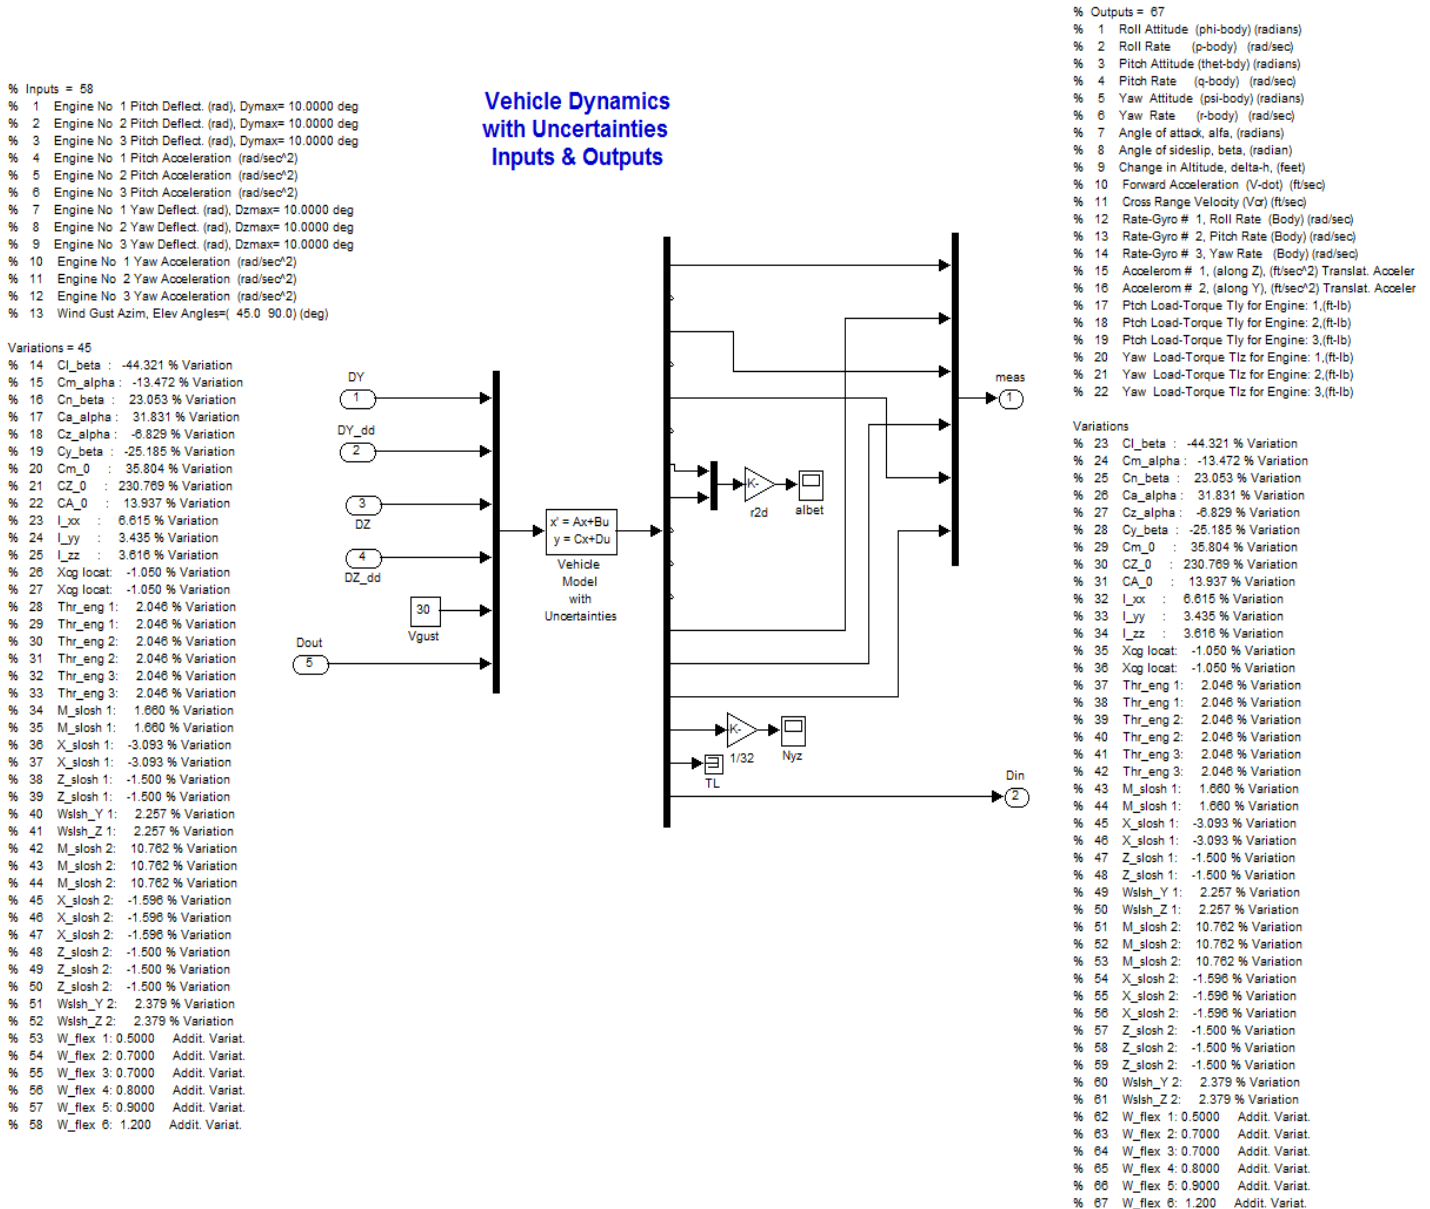 % Inputs = 58
% 1 Engine No 1 Pitch Deflect. (rad), Dymax= 10.0000 deg
% 2 Engine No 2 Pitch Deflect. (rad), Dymax= 10.0000 deg
% 3 Engine No 3 Pitch Deflect. (rad), Dymax= 10.0000 deg
% 4 Engine No 1 Pitch Acceleration (rad/sec^2)
% 5 Engine No 2 Pitch Acceleration (rad/sec^2)
% 6 Engine No 3 Pitch Acceleration (rad/sec^2)
% 7 Engine No 1 Yaw Deflect. (rad), Dzmax= 10.0000 deg
% 8 Engine No 2 Yaw Deflect. (rad), Dzmax= 10.0000 deg
% 9 Engine No 3 Yaw Deflect. (rad), Dzmax= 10.0000 deg
% 10 Engine No 1 Yaw Acceleration (rad/sec^2)
% 11 Engine No 2 Yaw Acceleration (rad/sec^2)
% 12 Engine No 3 Yaw Acceleration (rad/sec^2)
% 13 Wind Gust Azim, Elev Angles=( 45.0 90.0) (deg)
Variations = 45
% 14 Cl_beta : -44.321 % Variation
% 15 Cm_alpha : -13.472 % Variation
% 16 Cn_beta : 23.053 % Variation
% 17 Ca_alpha : 31.831 % Variation
% 18 Cz_alpha : -6.829 % Variation
% 19 Cy_beta : -25.185 % Variation
% 20 Cm_0 : 35.804 % Variation
% 21 CZ_0 : 230.769 % Variation
% 22 CA_0 : 13.937 % Variation
% 23 I_xx : 6.615 % Variation
% 24 I_yy : 3.435 % Variation
% 25 I_zz : 3.616 % Variation
% 26 Xcg locat: -1.050 % Variation
% 27 Xcg locat: -1.050 % Variation
% 28 Thr_eng 1: 2.046 % Variation
% 29 Thr_eng 1: 2.046 % Variation
% 30 Thr_eng 2: 2.046 % Variation
% 31 Thr_eng 2: 2.046 % Variation
% 32 Thr_eng 3: 2.046 % Variation
% 33 Thr_eng 3: 2.046 % Variation
% 34 M_slosh 1: 1.660 % Variation
% 35 M_slosh 1: 1.660 % Variation
% 36 X_slosh 1: -3.093 % Variation
% 37 X_slosh 1: -3.093 % Variation
% 38 Z_slosh 1: -1.500 % Variation
% 39 Z_slosh 1: -1.500 % Variation
% 40 Wslsh_Y 1: 2.257 % Variation
% 41 Wslsh_Z 1: 2.257 % Variation
% 42 M_slosh 2: 10.762 % Variation
% 43 M_slosh 2: 10.762 % Variation
% 44 M_slosh 2: 10.762 % Variation
% 45 X_slosh 2: -1.596 % Variation
% 46 X_slosh 2: -1.596 % Variation
% 47 X_slosh 2: -1.596 % Variation
% 48 Z_slosh 2: -1.500 % Variation
% 49 Z_slosh 2: -1.500 % Variation
% 50 Z_slosh 2: -1.500 % Variation
% 51 Wslsh_Y 2: 2.379 % Variation
% 52 Wslsh_Z 2: 2.379 % Variation
% 53 W_flex 1: 0.5000 Addit. Variat.
% 54 W_flex 2: 0.7000 Addit. Variat.
% 55 W_flex 3: 0.7000 Addit. Variat.
% 56 W_flex 4: 0.8000 Addit. Variat.
% 57 W_flex 5: 0.9000 Addit. Variat.
% 58 W_flex 6: 1.200 Addit. Variat.
Vehicle Dynamics
with Uncertainties
Inputs & Outputs
DY
1
DY_dd
2
3
DZ
4
DZ_dd
30
Vgust
Dout
5
x' = Ax+Bu
y = Cx+Du
Vehicle
Model
with
Uncertainties
K-
r2d
albet
K-
1/32
Nyz
TL
meas
1
Din
2
% Outputs = 67
% 1 Roll Attitude (phi-body) (radians)
% 2 Roll Rate (p-body) (rad/sec)
% 3 Pitch Attitude (thet-bdy) (radians)
% 4 Pitch Rate (q-body) (rad/sec)
% 5 Yaw Attitude (psi-body) (radians)
% 6 Yaw Rate (r-body) (rad/sec)
% 7 Angle of attack, alfa, (radians)
% 8 Angle of sideslip, beta, (radian)
% 9 Change in Altitude, delta-h, (feet)
% 10 Forward Acceleration (V-dot) (ft/sec)
% 11 Cross Range Velocity (Vcr) (ft/sec)
% 12 Rate-Gyro # 1, Roll Rate (Body) (rad/sec)
% 13 Rate-Gyro # 2, Pitch Rate (Body) (rad/sec)
% 14 Rate-Gyro # 3, Yaw Rate (Body) (rad/sec)
% 15 Accelerom # 1, (along Z), (ft/sec^2) Translat. Acceler
% 16 Accelerom # 2, (along Y), (ft/sec^2) Translat. Acceler
% 17 Ptch Load-Torque Tly for Engine: 1,(ft-lb)
% 18 Ptch Load-Torque Tly for Engine: 2,(ft-lb)
% 19 Ptch Load-Torque Tly for Engine: 3,(ft-lb)
% 20 Yaw Load-Torque Tlz for Engine: 1,(ft-lb)
% 21 Yaw Load-Torque Tlz for Engine: 2,(ft-lb)
% 22 Yaw Load-Torque Tlz for Engine: 3,(ft-lb)
Variations
% 23 Cl_beta : -44.321 % Variation
% 24 Cm_alpha : -13.472 % Variation
% 25 Cn_beta : 23.053 % Variation
% 26 Ca_alpha : 31.831 % Variation
% 27 Cz_alpha : -6.829 % Variation
% 28 Cy_beta : -25.185 % Variation
% 29 Cm_0 : 35.804 % Variation
% 30 CZ_0 : 230.769 % Variation
% 31 CA_0 : 13.937 % Variation
% 32 I_xx : 6.615 % Variation
% 33 I_yy : 3.435 % Variation
% 34 I_zz : 3.616 % Variation
% 35 Xcg locat: -1.050 % Variation
% 36 Xcg locat: -1.050 % Variation
% 37 Thr_eng 1: 2.046 % Variation
% 38 Thr_eng 1: 2.046 % Variation
% 39 Thr_eng 2: 2.046 % Variation
% 40 Thr_eng 2: 2.046 % Variation
% 41 Thr_eng 3: 2.046 % Variation
% 42 Thr_eng 3: 2.046 % Variation
% 43 M_slosh 1: 1.660 % Variation
% 44 M_slosh 1: 1.660 % Variation
% 45 X_slosh 1: -3.093 % Variation
% 46 X_slosh 1: -3.093 % Variation
% 47 Z_slosh 1: -1.500 % Variation
% 48 Z_slosh 1: -1.500 % Variation
% 49 Wslsh_Y 1: 2.257 % Variation
% 50 Wslsh_Z 1: 2.257 % Variation
% 51 M_slosh 2: 10.762 % Variation
% 52 M_slosh 2: 10.762 % Variation
% 53 M_slosh 2: 10.762 % Variation
% 54 X_slosh 2: -1.596 % Variation
% 55 X_slosh 2: -1.596 % Variation
% 56 X_slosh 2: -1.596 % Variation
% 57 Z_slosh 2: -1.500 % Variation
% 58 Z_slosh 2: -1.500 % Variation
% 59 Z_slosh 2: -1.500 % Variation
% 60 Wslsh_Y 2: 2.379 % Variation
% 61 Wslsh_Z 2: 2.379 % Variation
% 62 W_flex 1: 0.5000 Addit. Variat.
% 63 W_flex 2: 0.7000 Addit. Variat.
% 64 W_flex 3: 0.7000 Addit. Variat.
% 65 W_flex 4: 0.8000 Addit. Variat.
% 66 W_flex 5: 0.9000 Addit. Variat.
% 67 W_flex 6: 1.200 Addit. Variat.